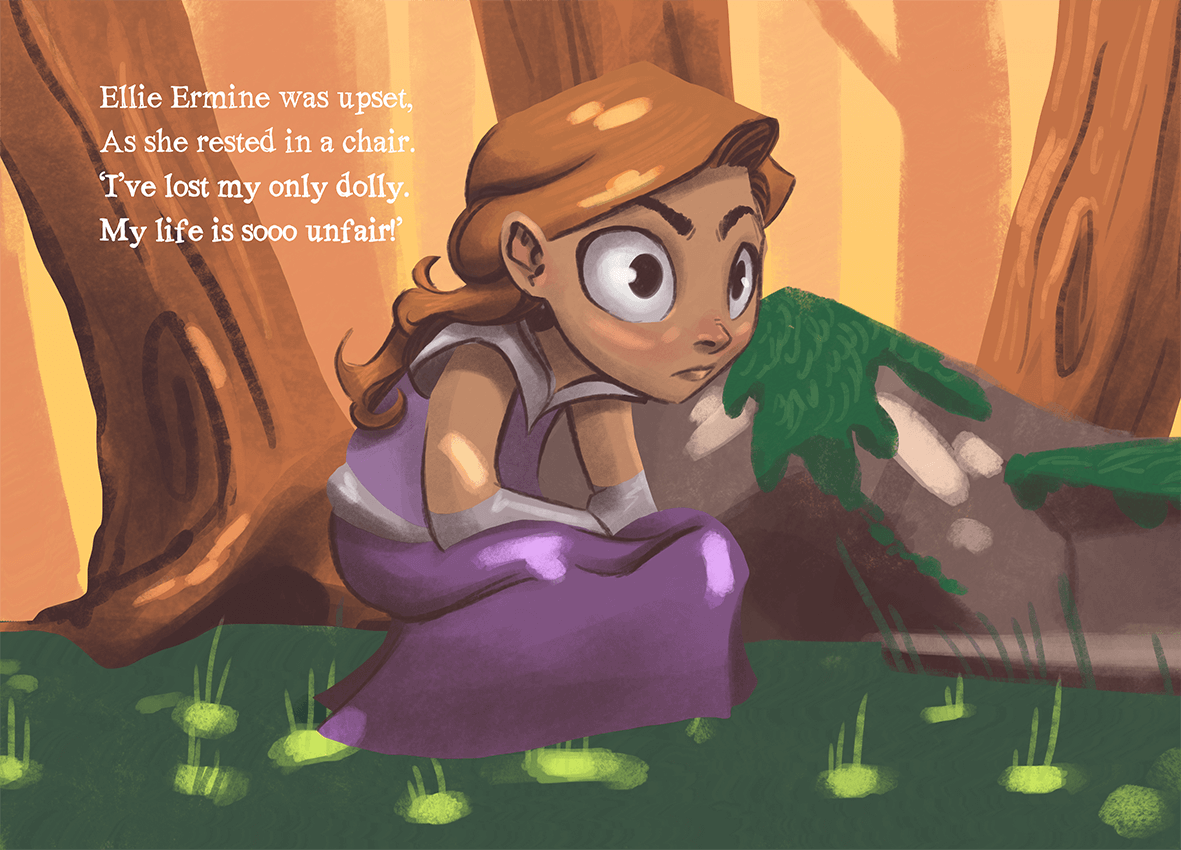 Ellie Ermine was upset,
As she rested in a chair.
‘I’ve lost my only dolly.
My life is sooo unfair!’